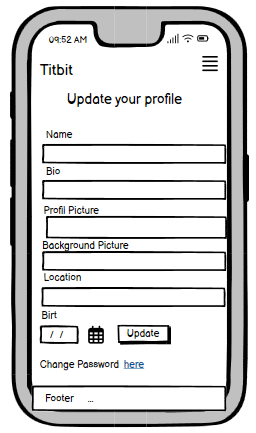 09:52 AM
Titbit
Update your profile
Name
Bio
Profil Picture
Background Picture
Location
Birt
/ /
Update
Change Password here
Footer ...